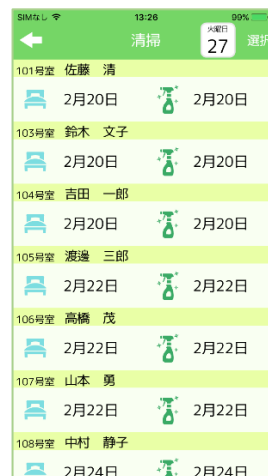 SIMなし 13:26 99%
清掃 火曜日 27 選択
101号室 佐藤 清
2月20日 2月20日
103号室 鈴木 文子
2月20日 2月20日
104号室 吉田 一郎
2月20日 2月20日
105号室 渡邊 三郎
2月22日 2月22日
106号室 高橋 茂
2月22日 2月22日
107号室 山本 勇
2月22日 2月22日
108号室 中村 静子
2月24日 2月24日